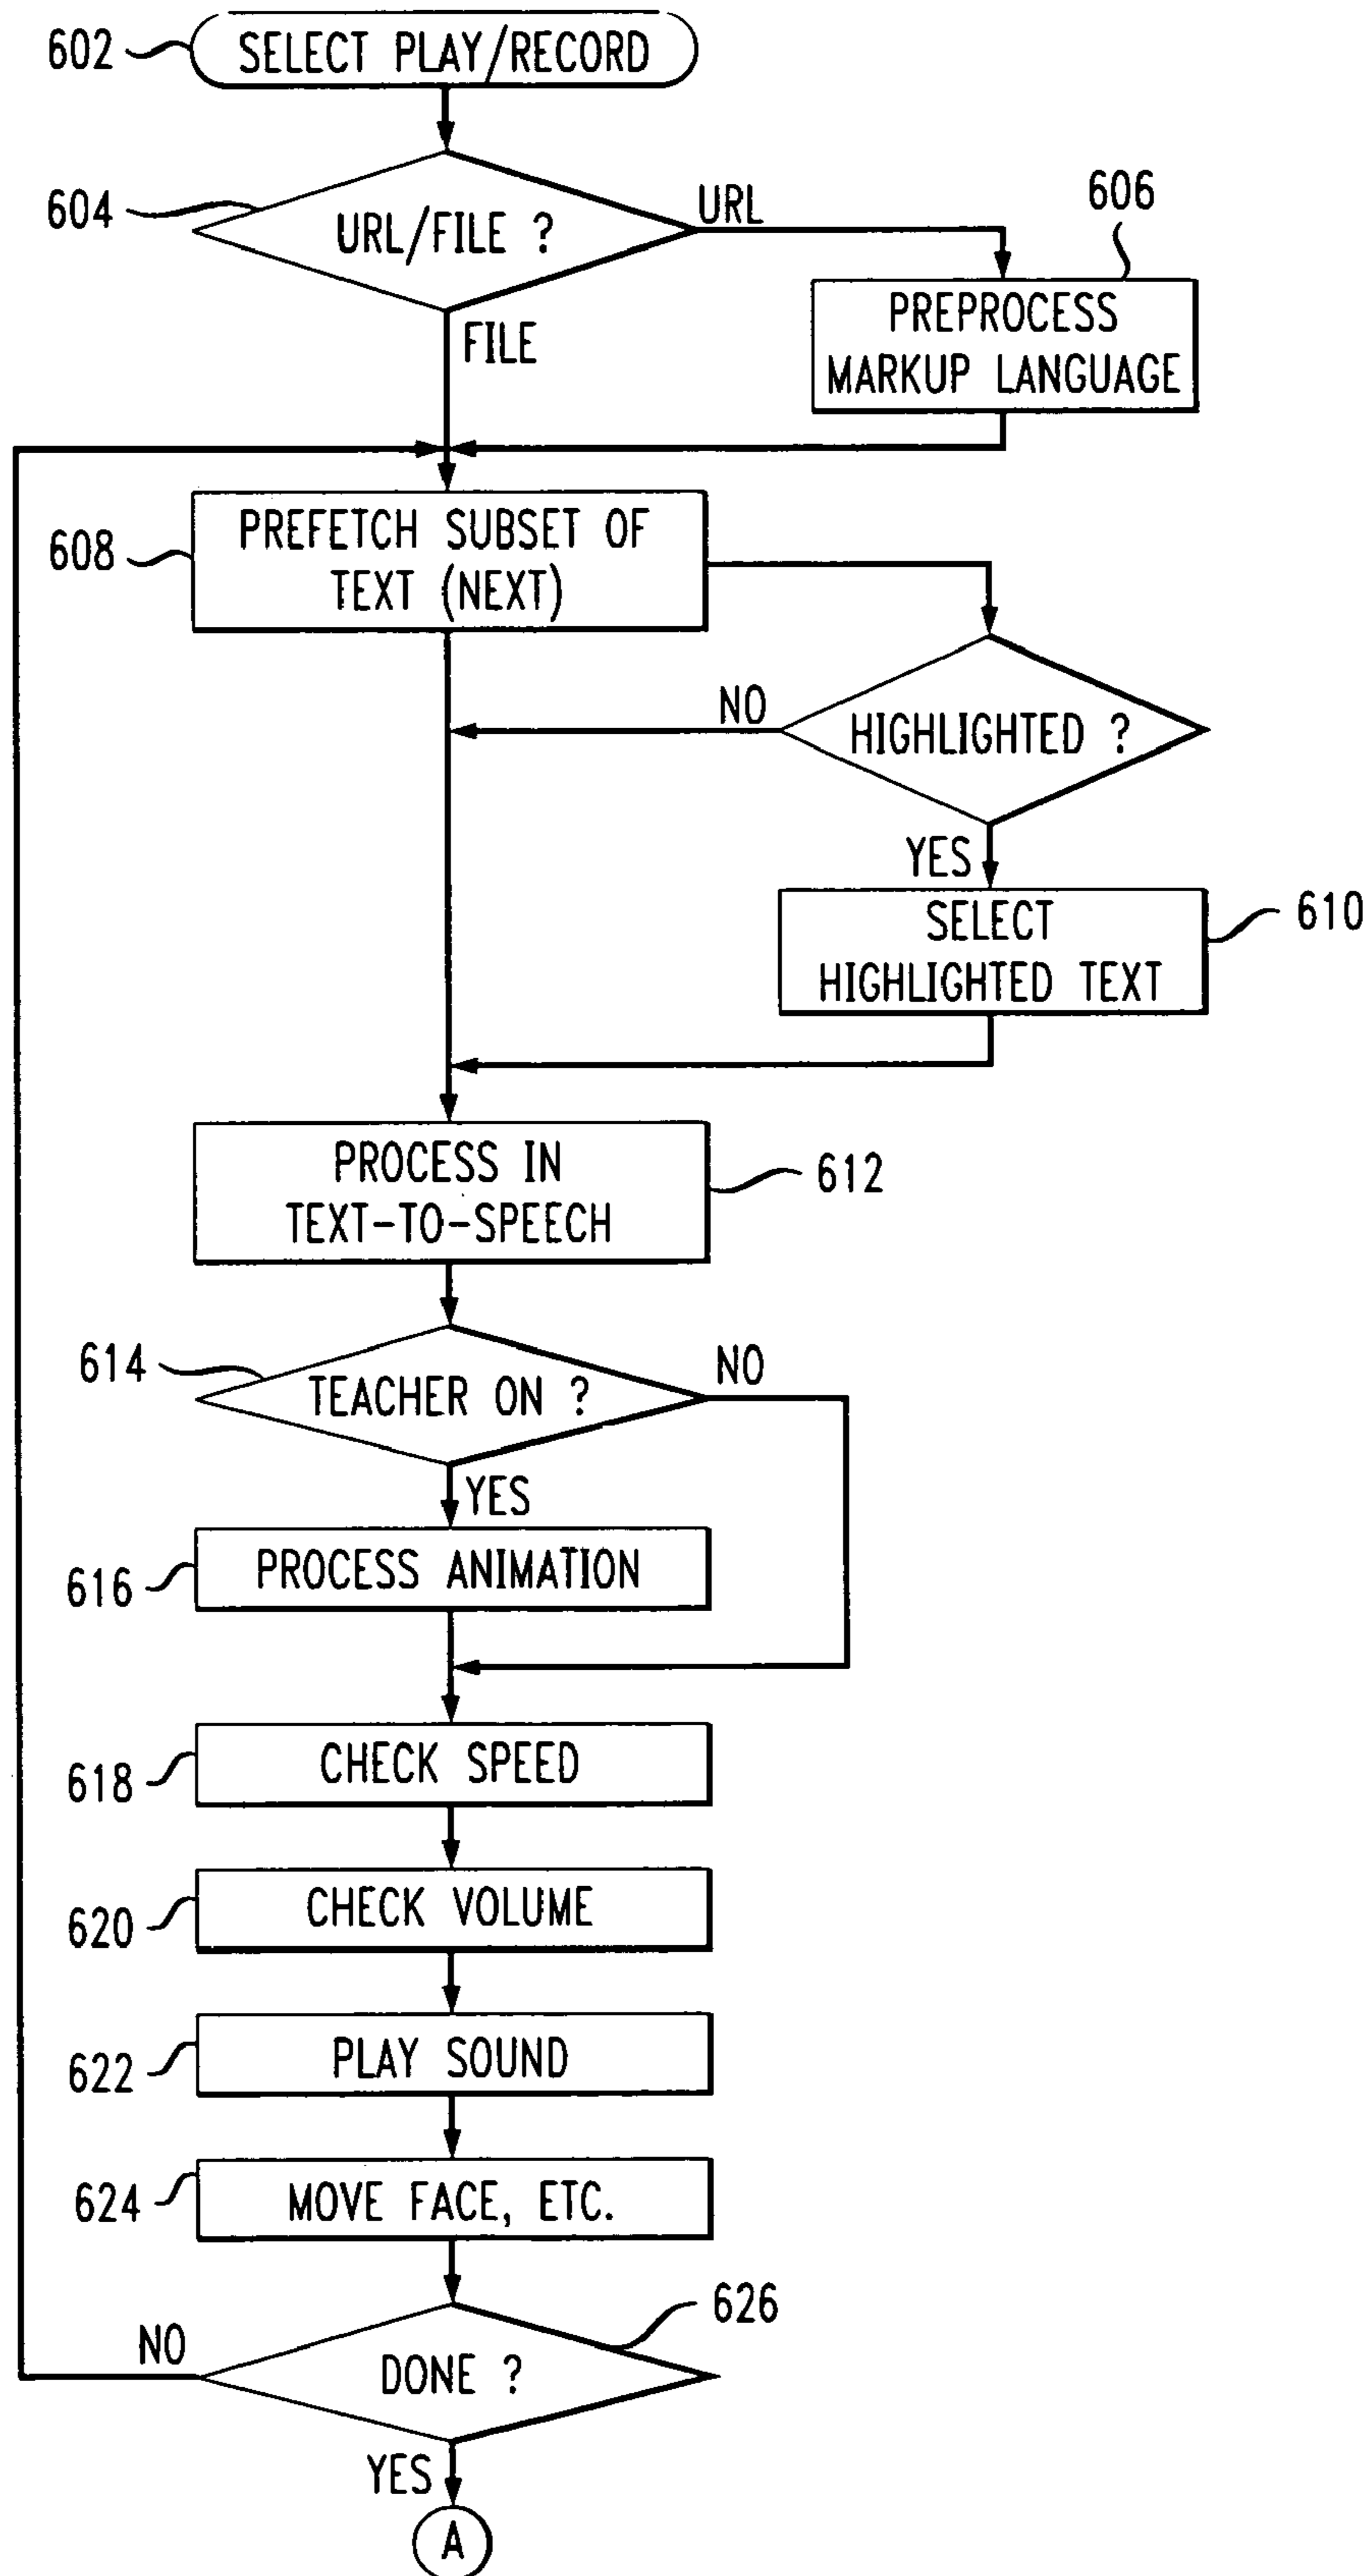 602
SELECT PLAY/RECORD
604
URL/FILE ?
URL
606
PREPROCESS
MARKUP LANGUAGE
FILE
608
PREFETCH SUBSET OF
TEXT (NEXT)
NO
HIGHLIGHTED ?
YES
SELECT
HIGHLIGHTED TEXT
610
PROCESS IN
TEXT-TO-SPEECH
612
614
TEACHER ON ?
NO
YES
616
PROCESS ANIMATION
618
CHECK SPEED
620
CHECK VOLUME
622
PLAY SOUND
624
MOVE FACE, ETC.
626
NO
DONE ?
YES
A